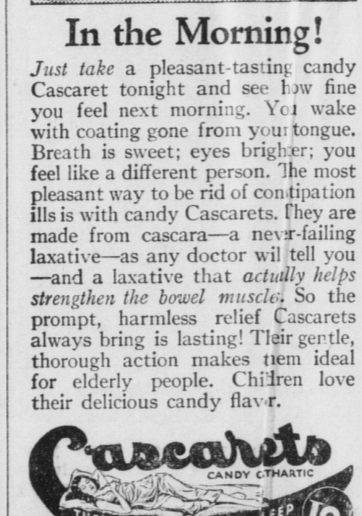 In the Morning!
Just take a pleasant-tasting candy
Cascaret tonight and see how fine
you feel next morning. You wake
with coating gone from your tongue.
Breath is sweet; eyes brighter; you
feel like a different person. The most
pleasant way to be rid of constipation
ills is with candy Cascarets. They are
made from cascara—a never-failing
laxative—as any doctor will tell you
—and a laxative that actually helps
strengthen the bowel muscles. So the
prompt, harmless relief Cascarets
always bring is lasting! Their gentle,
thorough action makes them ideal
for elderly people. Children love
their delicious candy flavor.
Cascarets
CANDY CATHARTIC
10